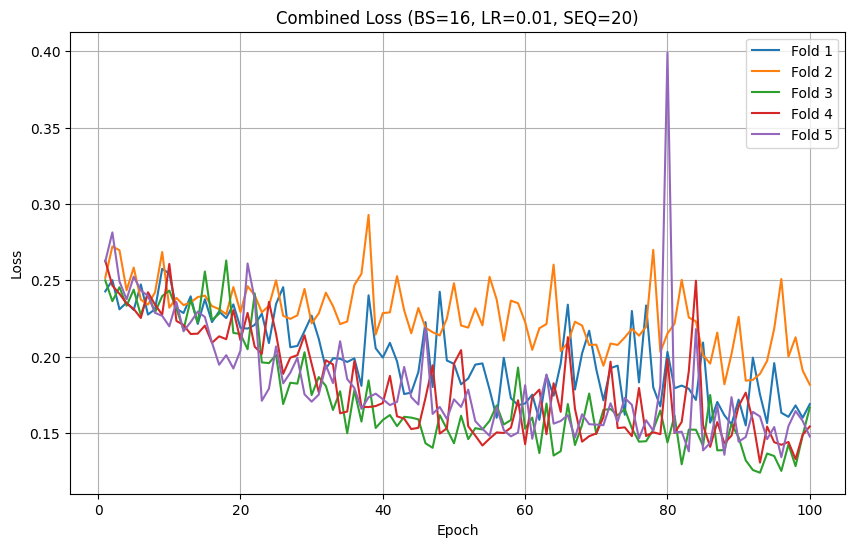 Combined Loss (BS=16, LR=0.01, SEQ=20)
Fold 1
Fold 2
Fold 3
Fold 4
Fold 5
0.40
0.35
0.30
0.25
0.20
0.15
Loss
0
20
40
60
80
100
Epoch